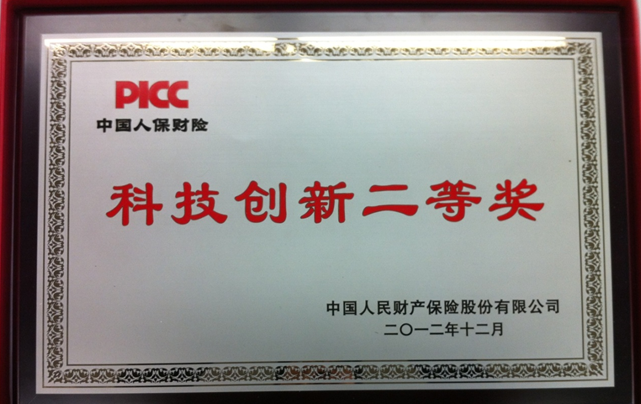 PICC
中国人保财险
科技创新二等奖
中国人民财产保险股份有限公司
二〇一二年十二月